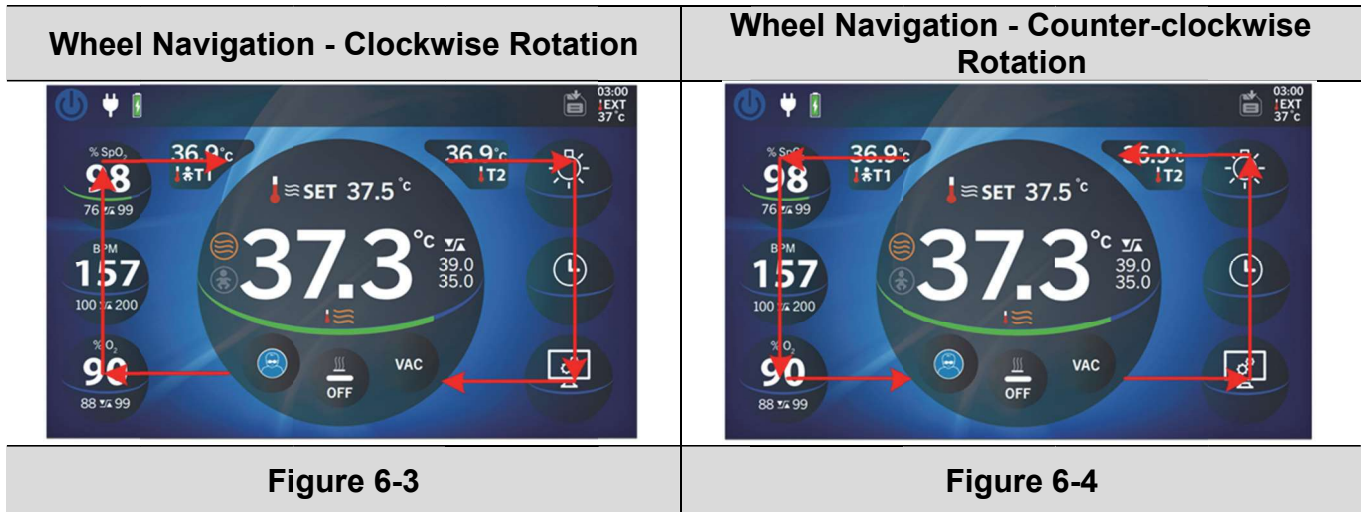 Wheel Navigation - Clockwise Rotation
Wheel Navigation - Counter-clockwise
Rotation
03:00
EXT
37 °c
% SpO₂
98
76 99
36.9°c
T1
36.9°c
T2
SET 37.5 °c
BPM
157
100 200
37.3 °c
39.0
35.0
% O₂
90
88 99
OFF
VAC
Figure 6-3
03:00
EXT
37 °c
% SpO₂
98
76 99
36.9°c
T1
36.9°c
T2
SET 37.5 °c
BPM
157
100 200
37.3 °c
39.0
35.0
% O₂
90
88 99
OFF
VAC
Figure 6-4